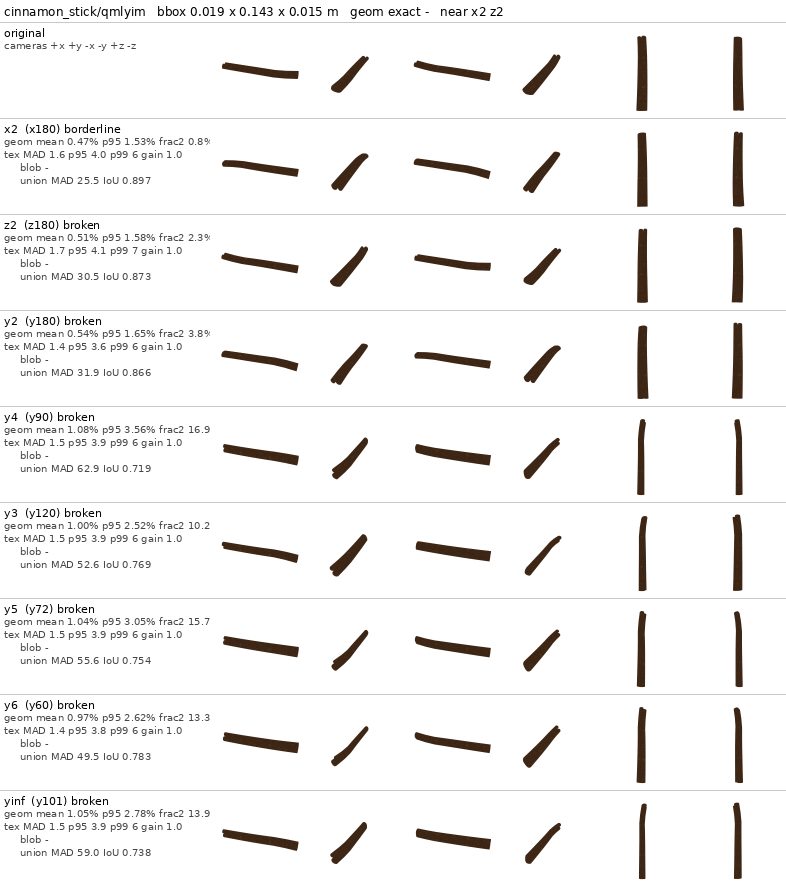 cinnamon_stick/qmlyim bbox 0.019 x 0.143 x 0.015 m geom exact - near x2 z2
original
cameras +x +y -x -y +z -z
x2 (x180) borderline
geom mean 0.47% p95 1.53% frac2 0.8%
tex MAD 1.6 p95 4.0 p99 6 gain 1.0
blob -
union MAD 25.5 IoU 0.897
z2 (z180) broken
geom mean 0.51% p95 1.58% frac2 2.3%
tex MAD 1.7 p95 4.1 p99 7 gain 1.0
blob -
union MAD 30.5 IoU 0.873
y2 (y180) broken
geom mean 0.54% p95 1.65% frac2 3.8%
tex MAD 1.4 p95 3.6 p99 6 gain 1.0
blob -
union MAD 31.9 IoU 0.866
y4 (y90) broken
geom mean 1.08% p95 3.56% frac2 16.9
tex MAD 1.5 p95 3.9 p99 6 gain 1.0
blob -
union MAD 62.9 IoU 0.719
y3 (y120) broken
geom mean 1.00% p95 2.52% frac2 10.2
tex MAD 1.5 p95 3.9 p99 6 gain 1.0
blob -
union MAD 52.6 IoU 0.769
y5 (y72) broken
geom mean 1.04% p95 3.05% frac2 15.7
tex MAD 1.5 p95 3.9 p99 6 gain 1.0
blob -
union MAD 55.6 IoU 0.754
y6 (y60) broken
geom mean 0.97% p95 2.62% frac2 13.3
tex MAD 1.4 p95 3.8 p99 6 gain 1.0
blob -
union MAD 49.5 IoU 0.783
yinf (y101) broken
geom mean 1.05% p95 2.78% frac2 13.9
tex MAD 1.5 p95 3.9 p99 6 gain 1.0
blob -
union MAD 59.0 IoU 0.738